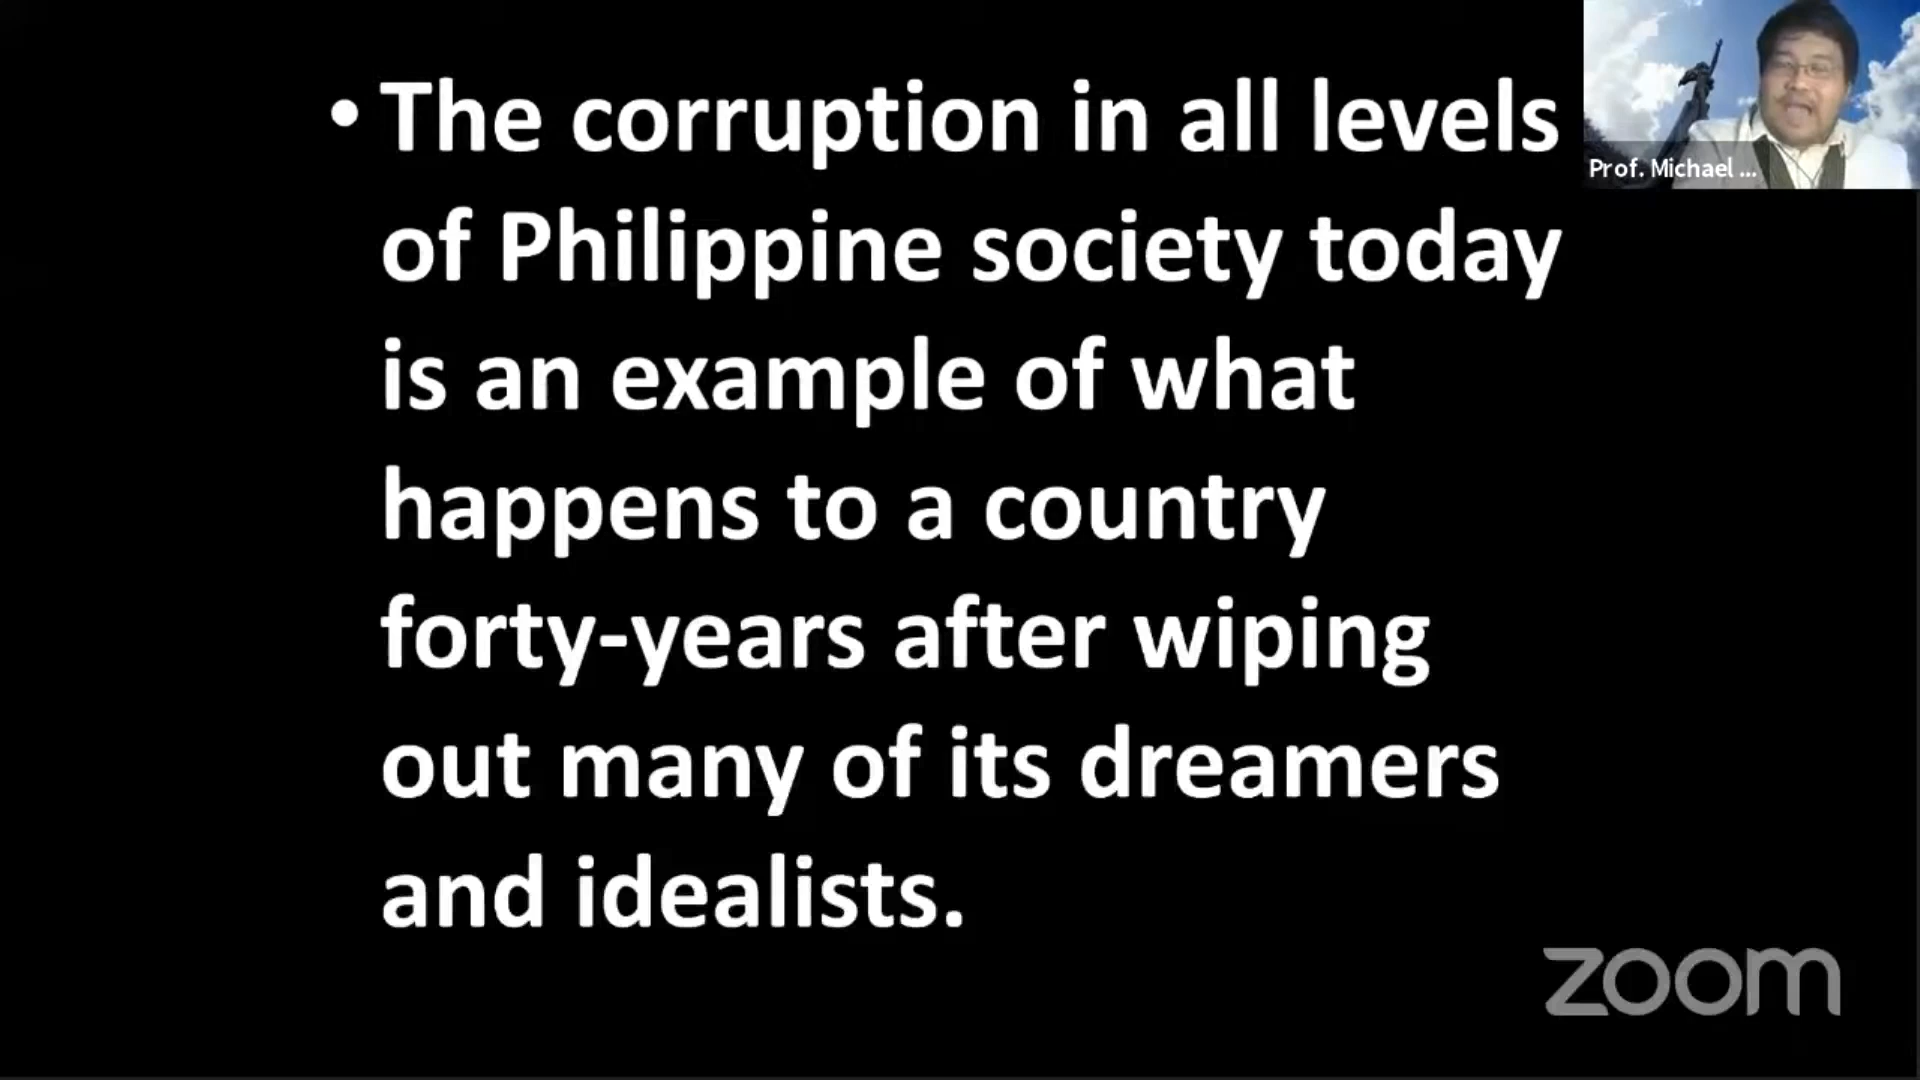 • The corruption in all levels
of Philippine society today
is an example of what
happens to a country
forty-years after wiping
out many of its dreamers
and idealists.
Prof. Michael ...
zoom